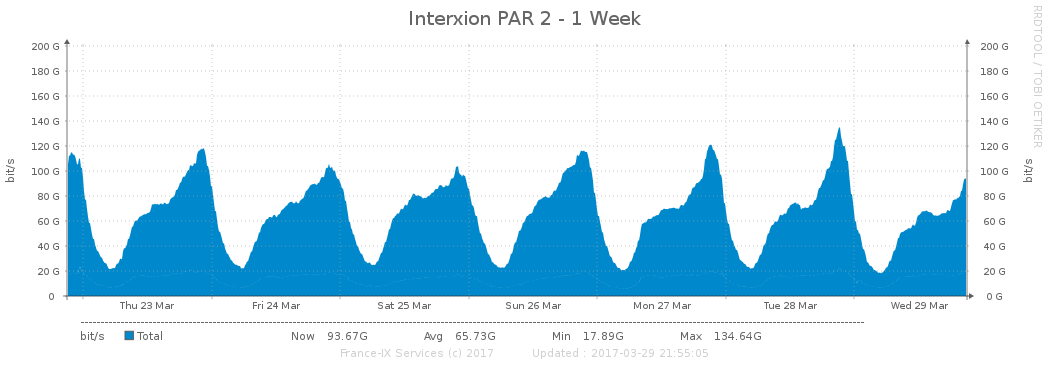 Interxion PAR 2 - 1 Week
RRDTOOL / TOBI OETIKER
200 G 200 G
180 G 180 G
160 G 160 G
140 G 140 G
120 G 120 G
100 G 100 G
80 G 80 G
60 G 60 G
40 G 40 G
20 G 20 G
0 0 G
bit/s
bit/s
Thu 23 Mar Fri 24 Mar Sat 25 Mar Sun 26 Mar Mon 27 Mar Tue 28 Mar Wed 29 Mar
bit/s Total Now 93.67G Avg 65.73G Min 17.89G Max 134.64G
France-IX Services (c) 2017 Updated : 2017-03-29 21:55:05